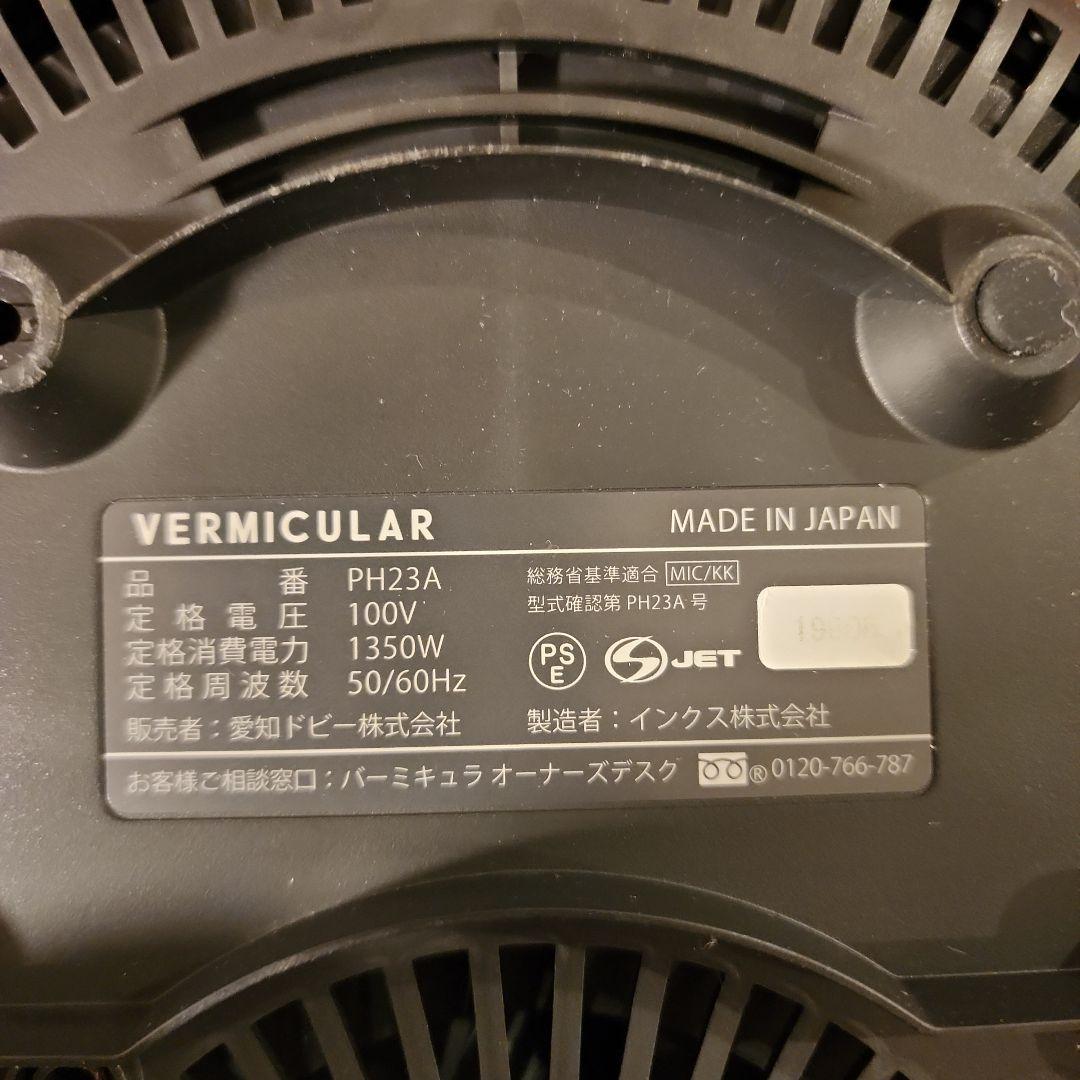 VERMICULAR MADE IN JAPAN
品番 PH23A
定格電圧 100V
定格消費電力 1350W
定格周波数 50/60Hz
販売者：愛知ドビー株式会社
総務省基準適合 MIC/KK
型式確認第 PH23A 号
PS E JET
製造者：インクス株式会社
お客様ご相談窓口：バーミキュラ オーナーズデスク ® 0120-766-787